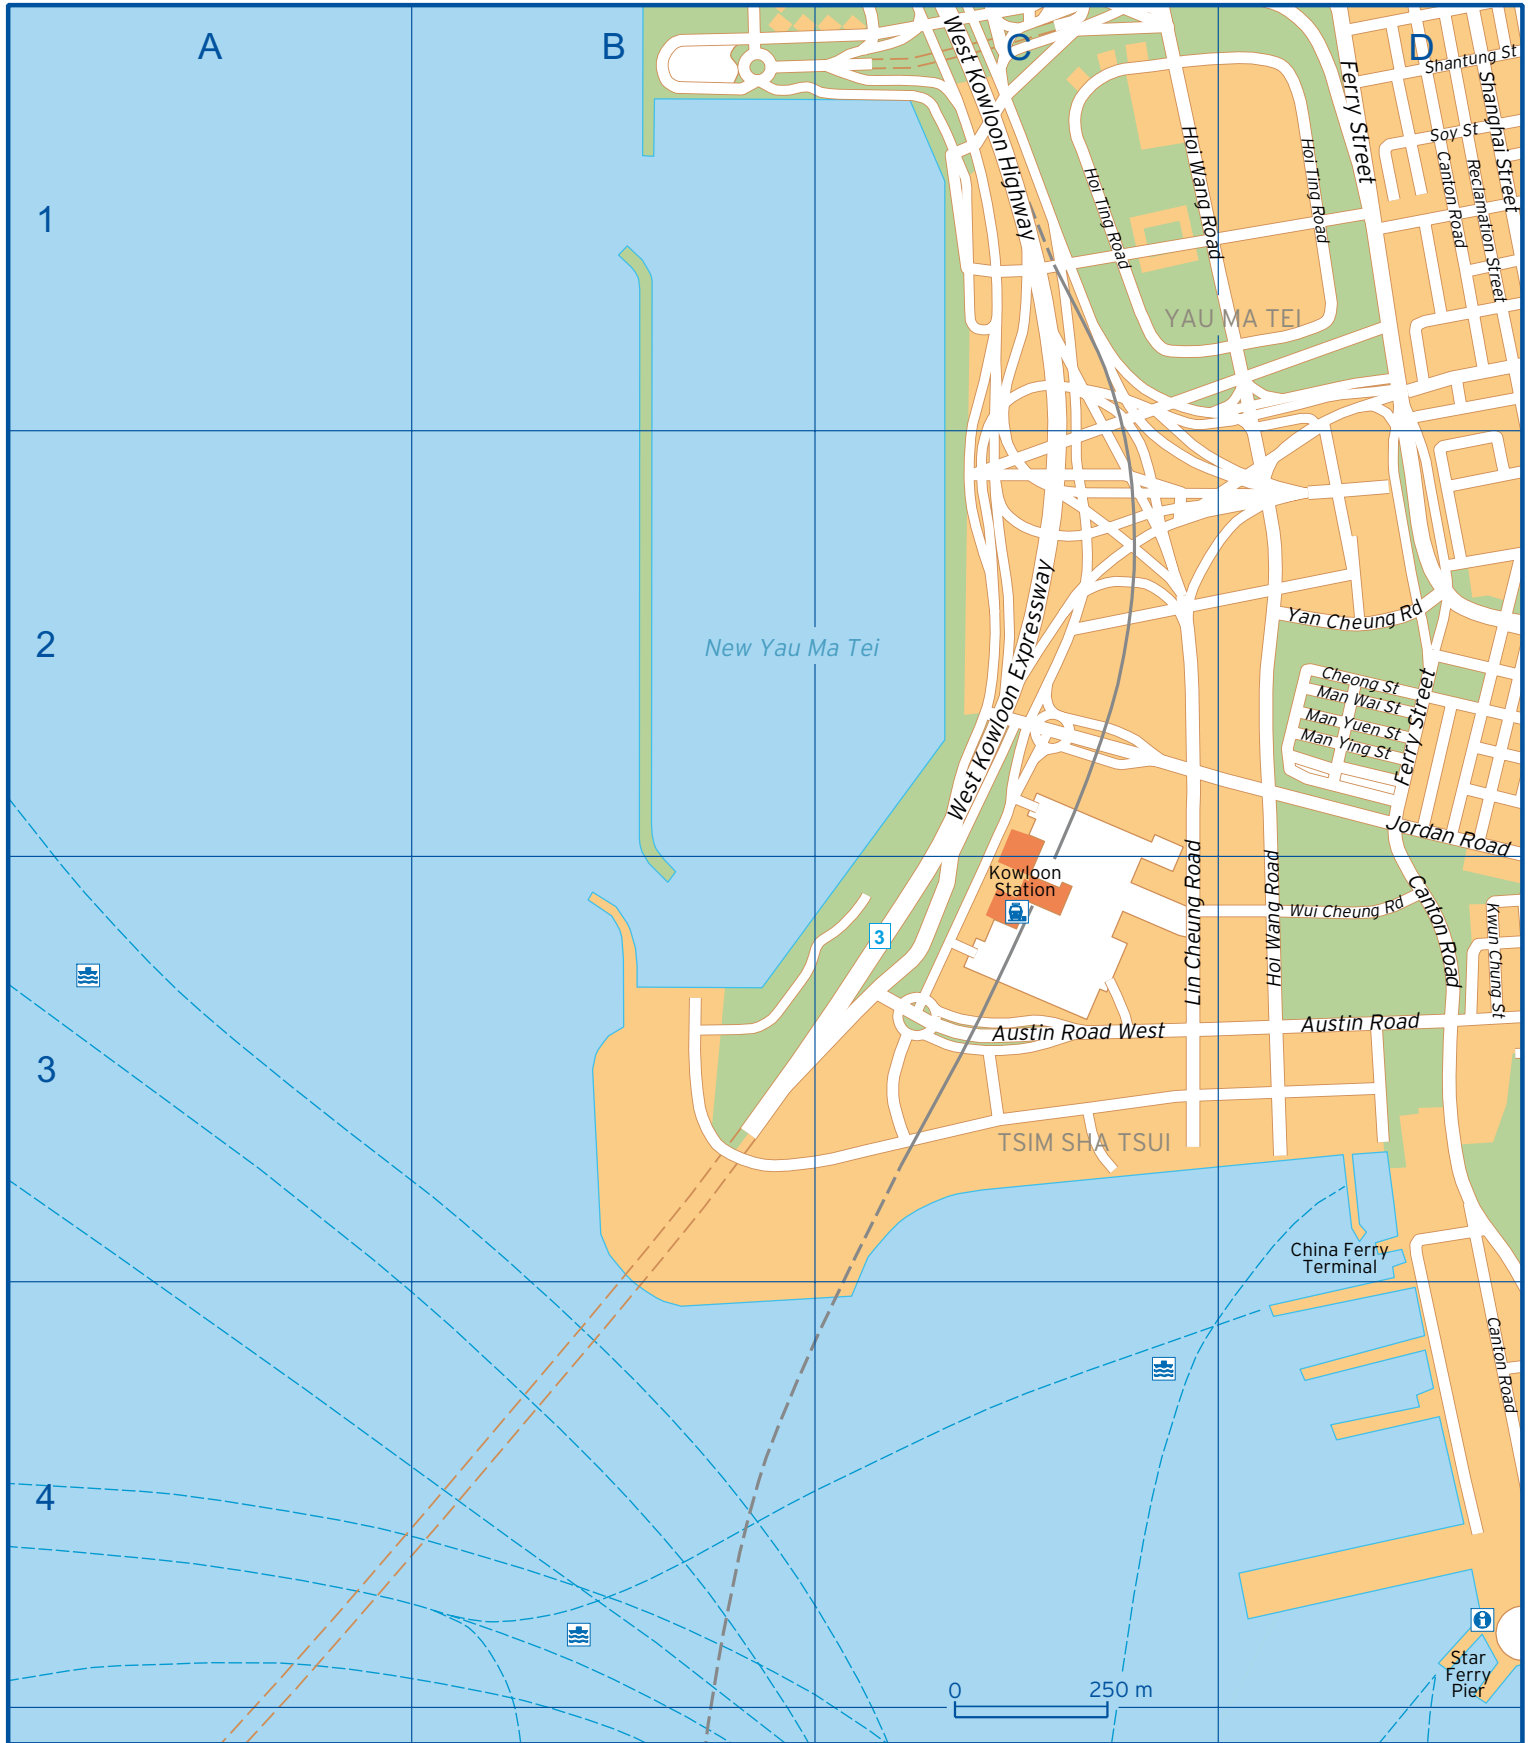 A
B
C
D
1
2
3
4
West Kowloon Highway
Ferry Street
Shantung St
Shanghai Street
Soy St
Canton Road
Reclamation Street
Hoi Wang Road
Hoi Ting Road
Hoi Ting Road
YAU MA TEI
New Yau Ma Tei
West Kowloon Expressway
Yan Cheung Rd
Cheong St
Man Wai St
Man Yuen St
Man Ying St
Ferry Street
Jordan Road
Kowloon
Station
3
Lin Cheung Road
Hoi Wang Road
Wui Cheung Rd
Canton Road
Kwun Chung St
Austin Road West
Austin Road
TSIM SHA TSUI
China Ferry
Terminal
Canton Road
Star
Ferry
Pier
0
250 m